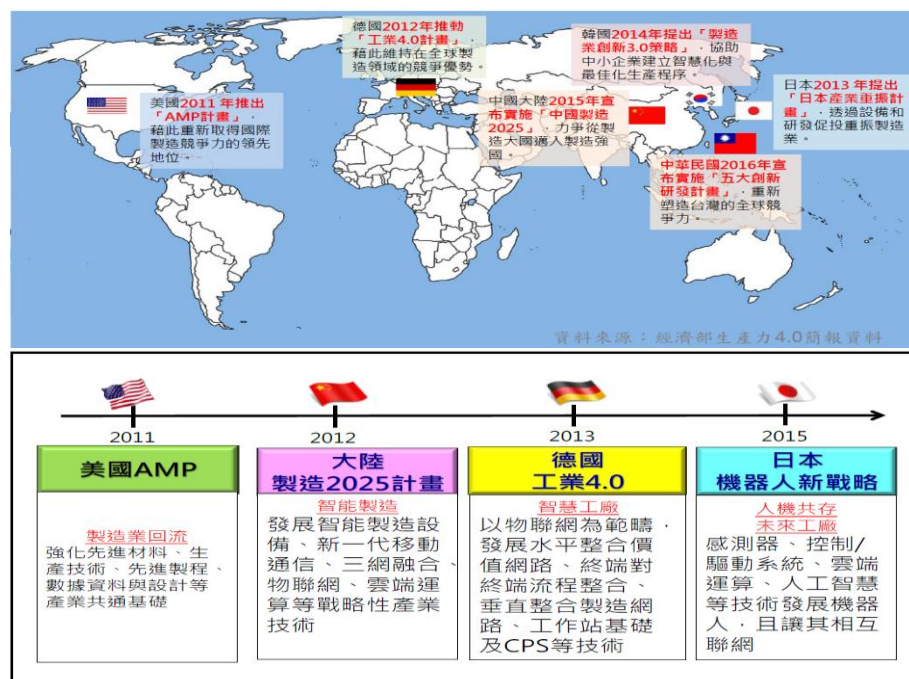 德國2012年推動
「工業4.0計畫」，
藉此維持在全球製
造領域的競爭優勢。
韓國2014年提出「製造
業創新3.0策略」，協助
中小企業建立智慧化與
最佳化生產程序。
美國2011 年推出
「AMP計畫」，
藉此重新取得國際
製造競爭力的領先
地位。
中國大陸2015年宣
布實施「中國製造
2025」，力爭從製
造大國邁入製造強
國。
日本2013 年提
出「日本產業重振計
畫」，透過設備和
研發促投重振製造
業。
中華民國2016年宣
布實施「五大創新
研發計畫」，重新
塑造台灣的全球競
爭力。
資料來源：經濟部生產力4.0簡報資料
2011
2012
2013
2015
美國AMP
製造業回流
強化先進材料、生
產技術、先進製程、
數據資料與設計等
產業共通基礎
大陸
製造2025計畫
智能製造
發展智能製造設
備、新一代移動
通信、三網融合、
物聯網、雲端運
算等戰略性產業
技術
德國
工業4.0
智慧工廠
以物聯網為範疇，
發展水平整合價
值網路、終端對
終端流程整合、
垂直整合製造網
路、工作站基礎
及CPS等技術
日本
機器人新戰略
人機共存
未來工廠
感測器、控制/
驅動系統、雲端
運算、人工智慧
等技術發展機器
人，且讓其相互
聯網